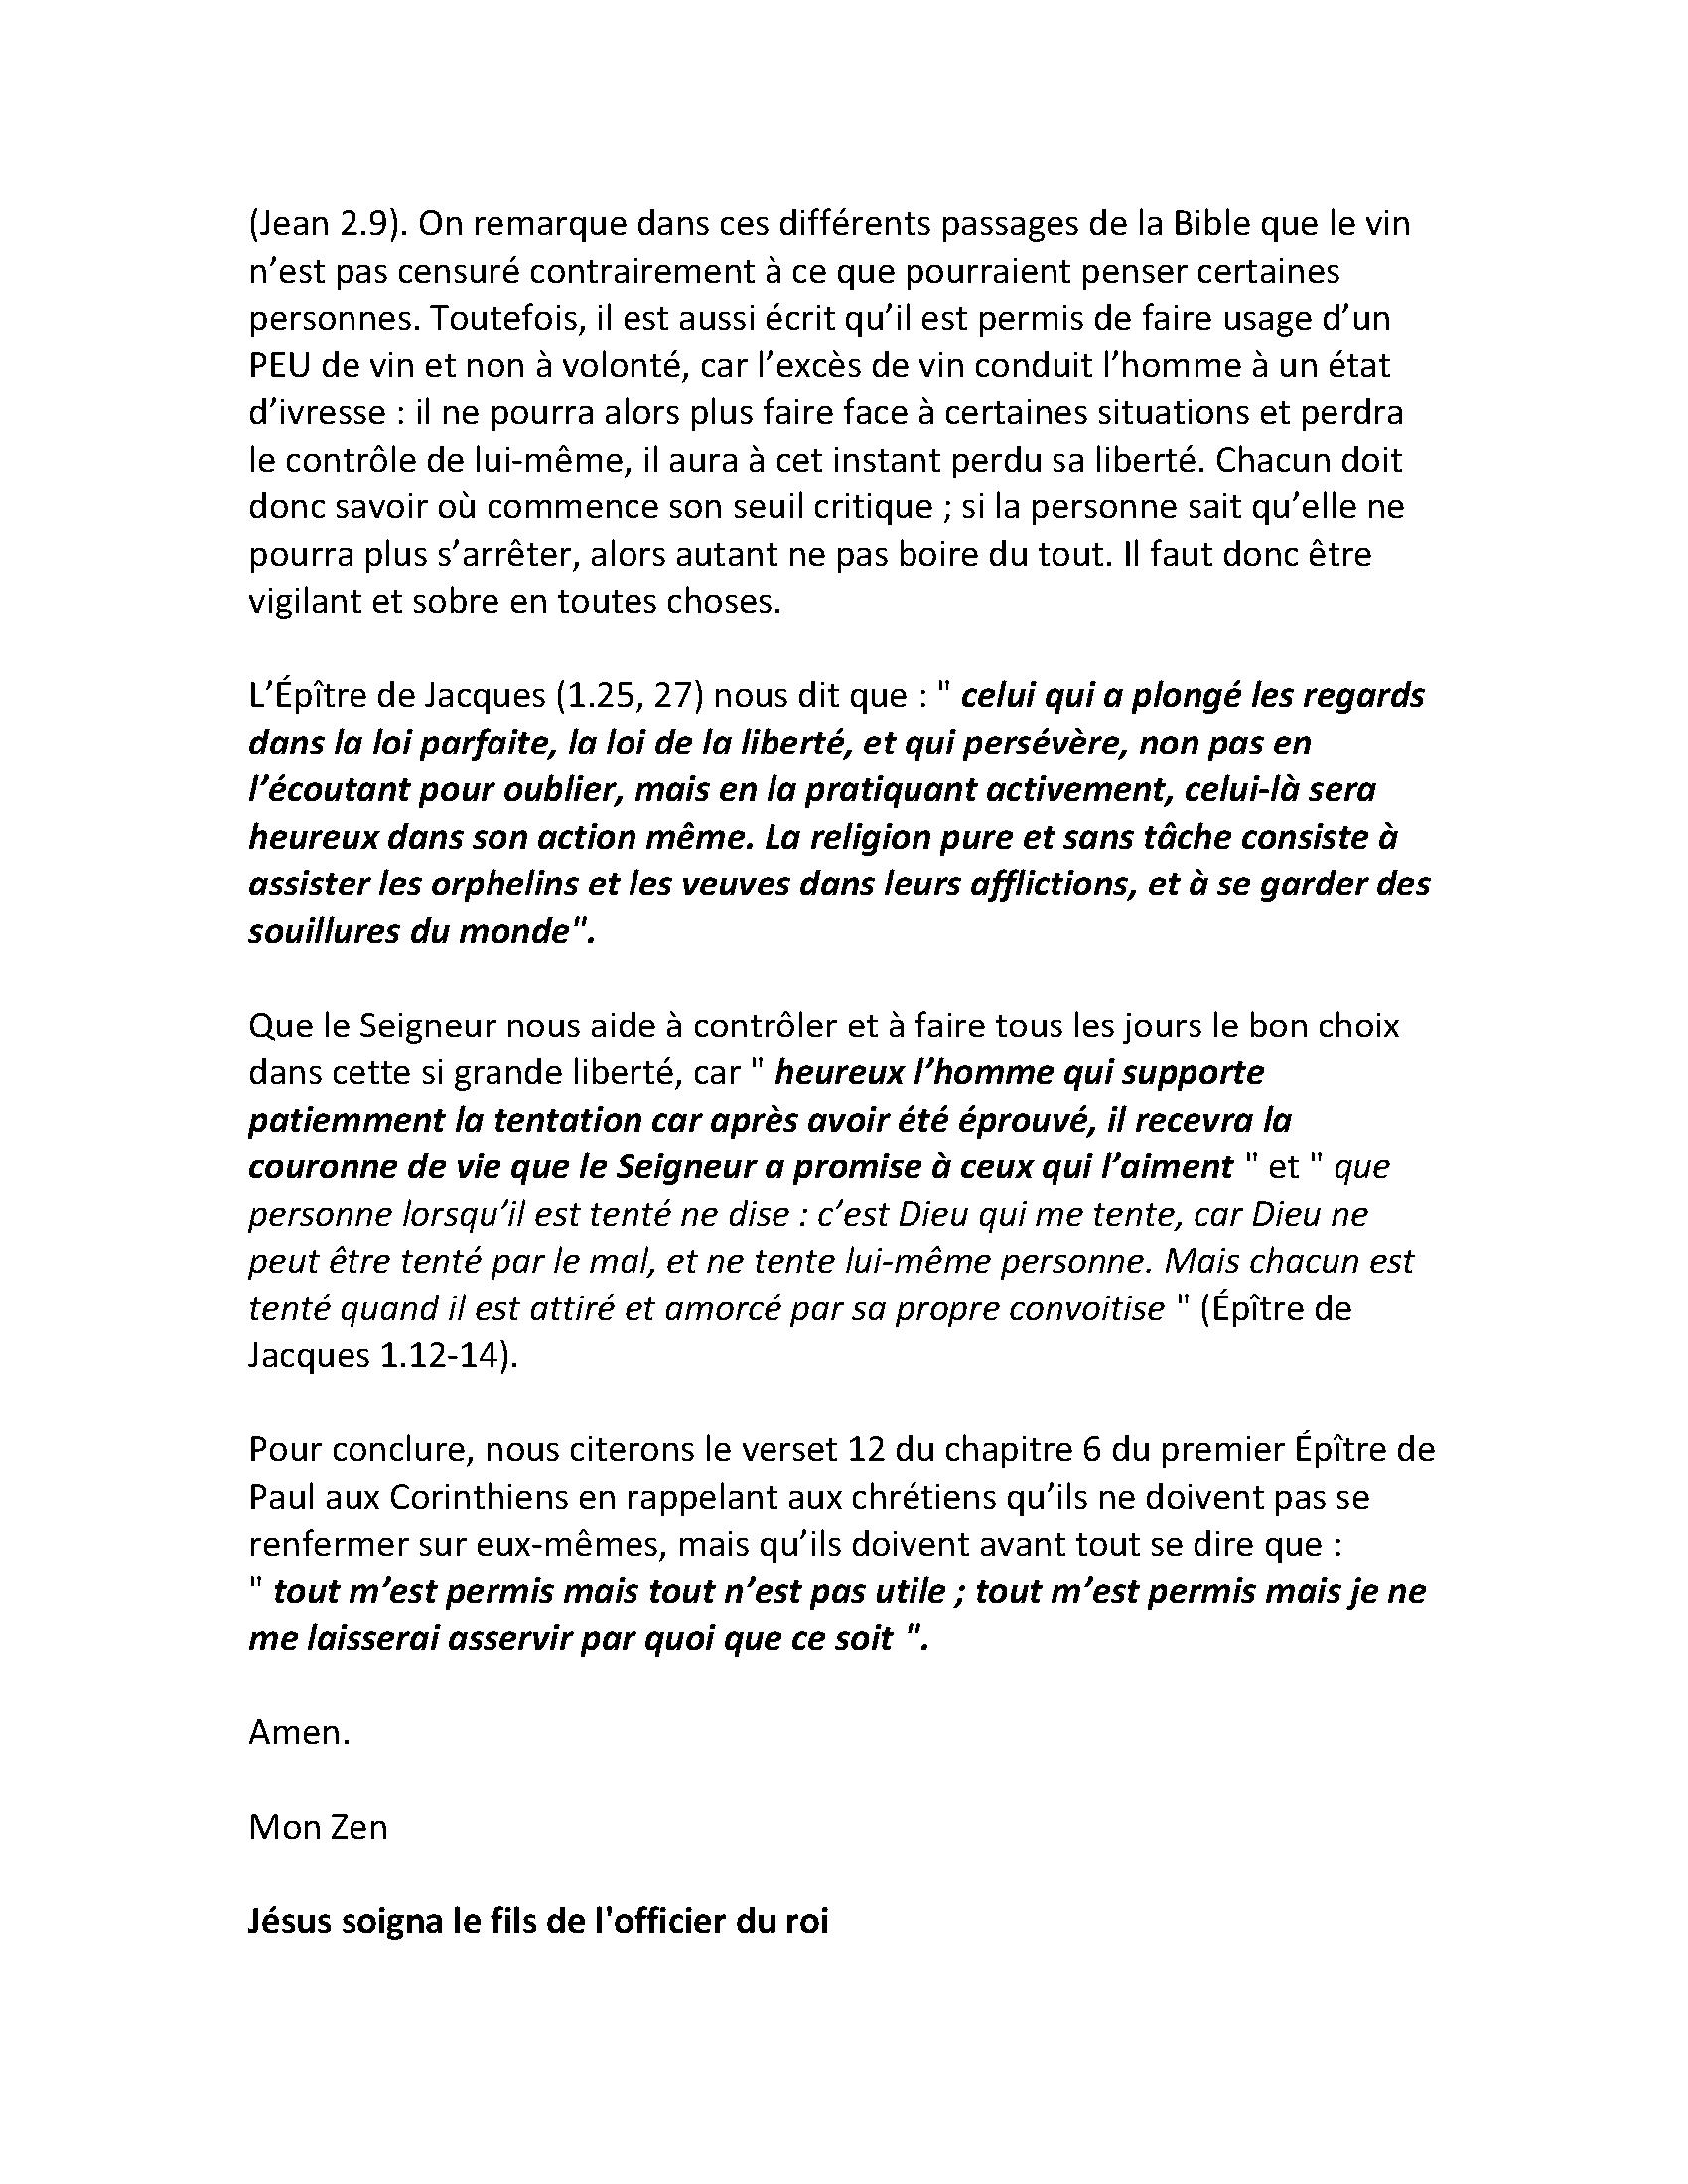 (Jean 2.9). On remarque dans ces différents passages de la Bible que le vin
n’est pas censuré contrairement à ce que pourraient penser certaines
personnes. Toutefois, il est aussi écrit qu’il est permis de faire usage d’un
PEU de vin et non à volonté, car l’excès de vin conduit l’homme à un état
d’ivresse : il ne pourra alors plus faire face à certaines situations et perdra
le contrôle de lui-même, il aura à cet instant perdu sa liberté. Chacun doit
donc savoir où commence son seuil critique ; si la personne sait qu’elle ne
pourra plus s’arrêter, alors autant ne pas boire du tout. Il faut donc être
vigilant et sobre en toutes choses.
L’Épître de Jacques (1.25, 27) nous dit que : " celui qui a plongé les regards
dans la loi parfaite, la loi de la liberté, et qui persévère, non pas en
l’écoutant pour oublier, mais en la pratiquant activement, celui-là sera
heureux dans son action même. La religion pure et sans tâche consiste à
assister les orphelins et les veuves dans leurs afflictions, et à se garder des
souillures du monde".
Que le Seigneur nous aide à contrôler et à faire tous les jours le bon choix
dans cette si grande liberté, car " heureux l’homme qui supporte
patiemment la tentation car après avoir été éprouvé, il recevra la
couronne de vie que le Seigneur a promise à ceux qui l’aiment " et " que
personne lorsqu’il est tenté ne dise : c’est Dieu qui me tente, car Dieu ne
peut être tenté par le mal, et ne tente lui-même personne. Mais chacun est
tenté quand il est attiré et amorcé par sa propre convoitise " (Épître de
Jacques 1.12-14).
Pour conclure, nous citerons le verset 12 du chapitre 6 du premier Épître de
Paul aux Corinthiens en rappelant aux chrétiens qu’ils ne doivent pas se
renfermer sur eux-mêmes, mais qu’ils doivent avant tout se dire que :
" tout m’est permis mais tout n’est pas utile ; tout m’est permis mais je ne
me laisserai asservir par quoi que ce soit ".
Amen.
Mon Zen
Jésus soigna le fils de l'officier du roi